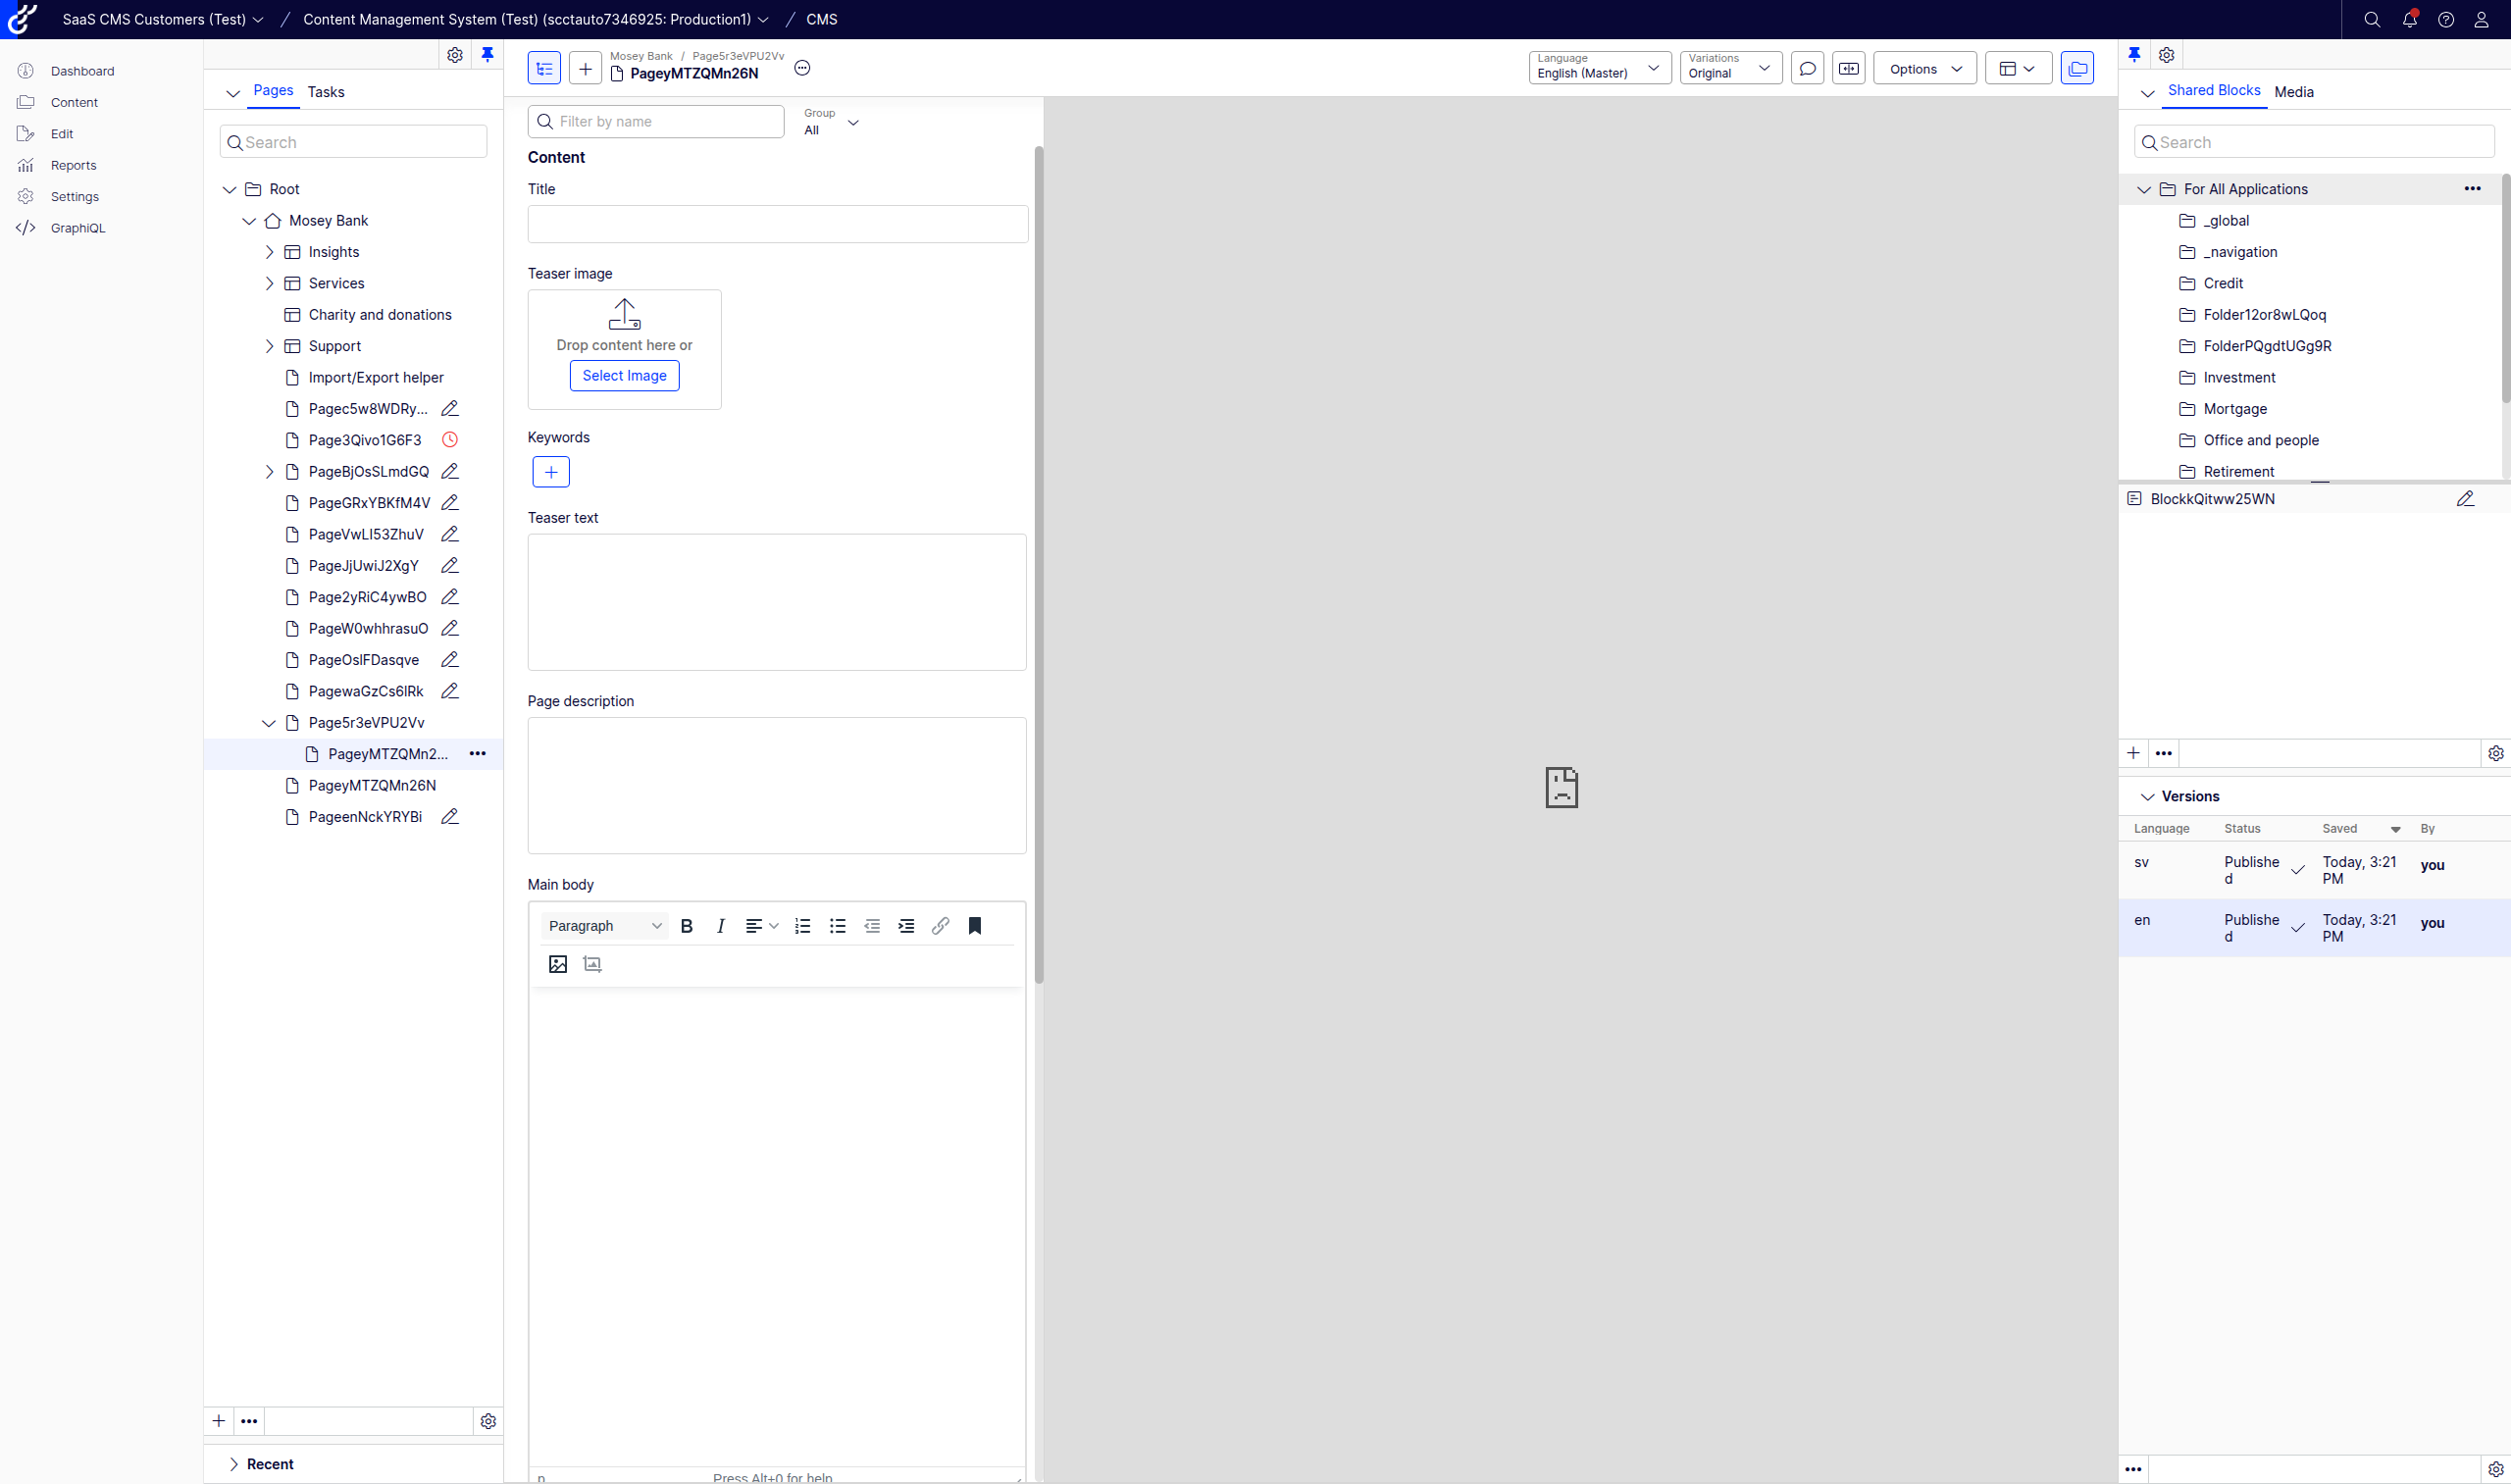 SaaS CMS Customers (Test) / Content Management System (Test) (scctauto7346925: Production1) / CMS
Dashboard
Content
Edit
Reports
Settings
GraphiQL
Pages Tasks
Search
Root
Mosey Bank
Insights
Services
Charity and donations
Support
Import/Export helper
Pagec5w8WDRy...
Page3Qivo1G6F3
PageBjOsSLmdGQ
PageGRxYBKfM4V
PageVwLI53ZhuV
PageJjUwiJ2XgY
Page2yRiC4ywBO
PageW0whhrasuO
PageOsIFDasqve
PagewaGzCs6IRk
Page5r3eVPU2Vv
PageyMTZQMn2...
PageyMTZQMn26N
PageenNckYRYBi
Recent
Mosey Bank / Page5r3eVPU2Vv
PageyMTZQMn26N
Language
English (Master)
Variations
Original
Options
Filter by name
Group
All
Content
Title
Teaser image
Drop content here or
Select Image
Keywords
Teaser text
Page description
Main body
Paragraph
p
Press Alt+0 for help
Shared Blocks Media
Search
For All Applications
_global
_navigation
Credit
Folder12or8wLQoq
FolderPQgdtUGg9R
Investment
Mortgage
Office and people
Retirement
BlockkQitww25WN
Versions
Language Status Saved By
sv Publishe
d Today, 3:21
PM you
en Publishe
d Today, 3:21
PM you